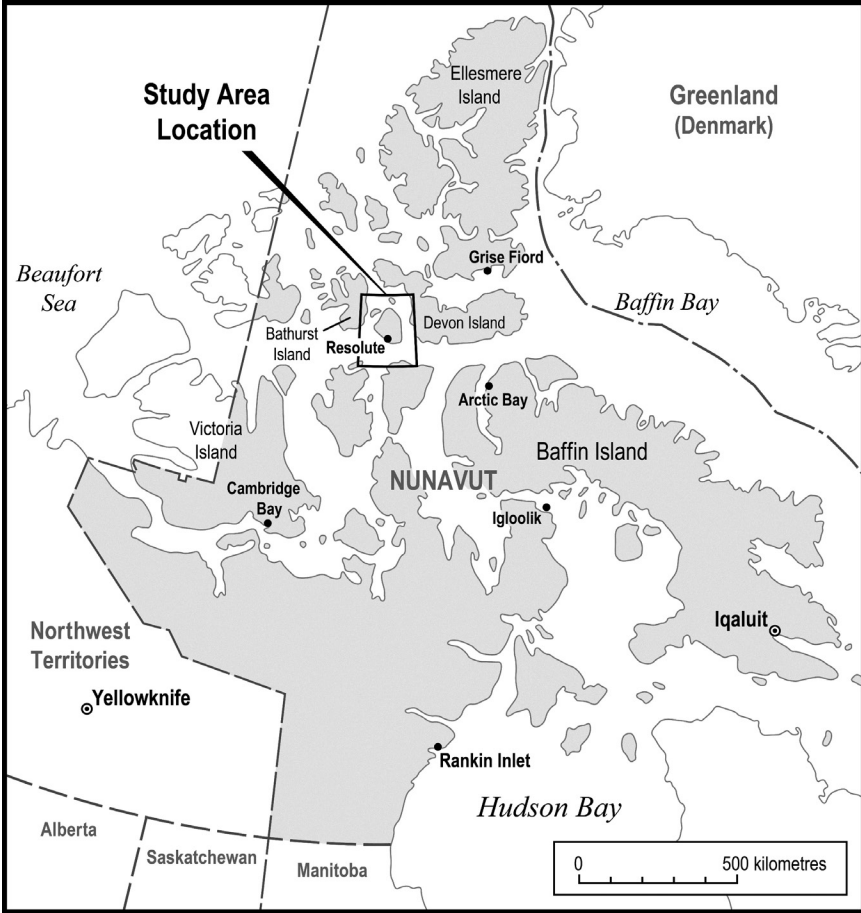 Ellesmere
Island
Study Area
Location
Greenland
(Denmark)
Grise Fiord
Beaufort
Sea
Baffin Bay
Devon Island
Bathurst
Island
Resolute
Arctic Bay
Victoria
Island
Baffin Island
NUNAVUT
Cambridge
Bay
Igloolik
Iqaluit
Northwest
Territories
Yellowknife
Rankin Inlet
Hudson Bay
Alberta
Saskatchewan
Manitoba
0 500 kilometres